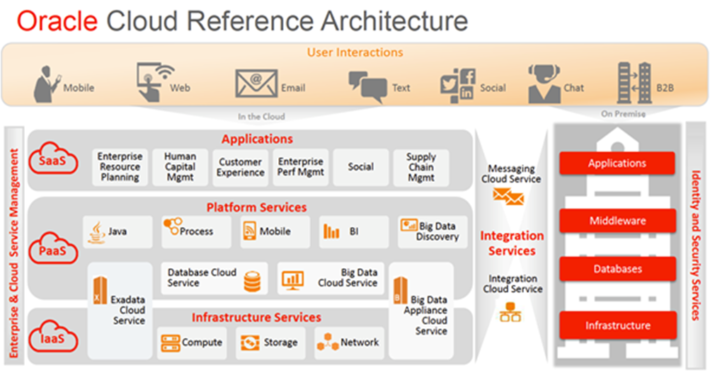 Oracle Cloud Reference Architecture
User Interactions
Mobile
Web
@
Email
Text
Social
Chat
B2B
In the Cloud
On Premise
Enterprise & Cloud Service Management
SaaS
Applications
Enterprise
Resource
Planning
Human
Capital
Mgmt
Customer
Experience
Enterprise
Perf Mgmt
Social
Supply
Chain
Mgmt
PaaS
Platform Services
Java
Process
Mobile
BI
Big Data
Discovery
X
Exadata
Cloud
Service
Database Cloud
Service
Big Data
Cloud Service
B
Big Data
Appliance
Cloud
Service
IaaS
Infrastructure Services
Compute
Storage
Network
Messaging
Cloud Service
Integration
Services
Integration
Cloud Service
Applications
Middleware
Databases
Infrastructure
Identity and Security Services